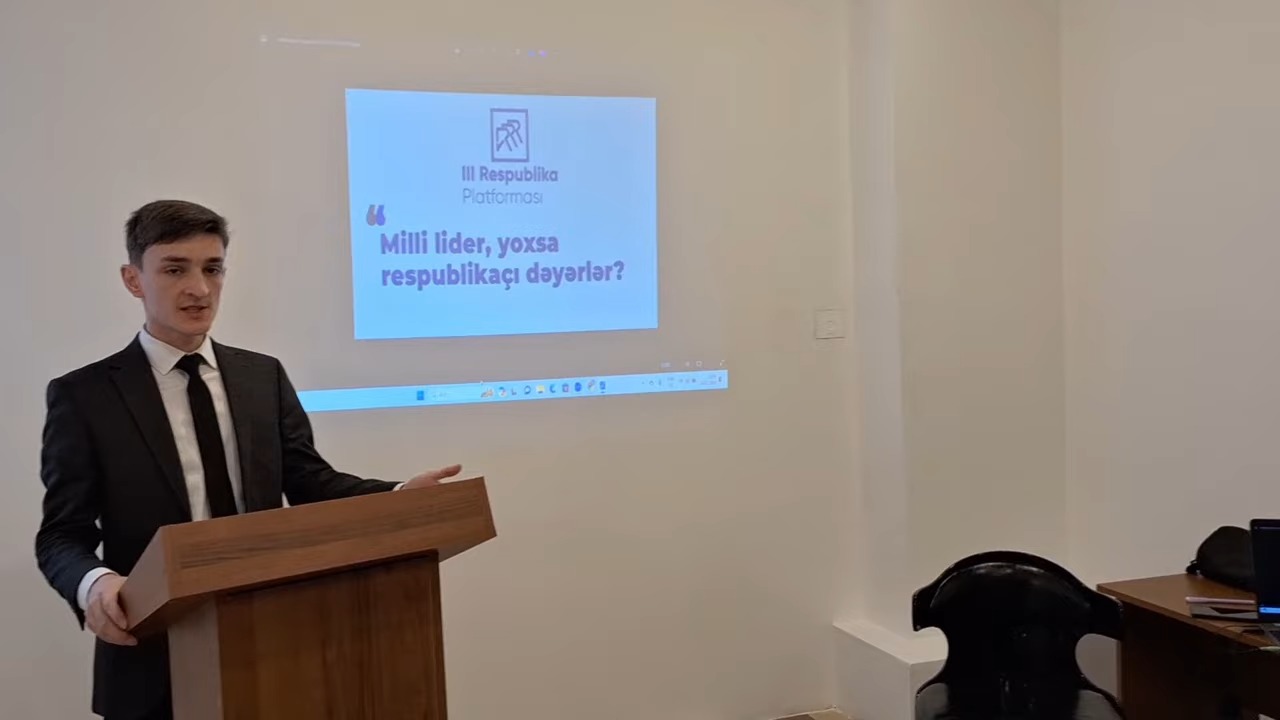 III Respublika
Platforması
Milli lider, yoxsa
respublikaçı dəyərlər?